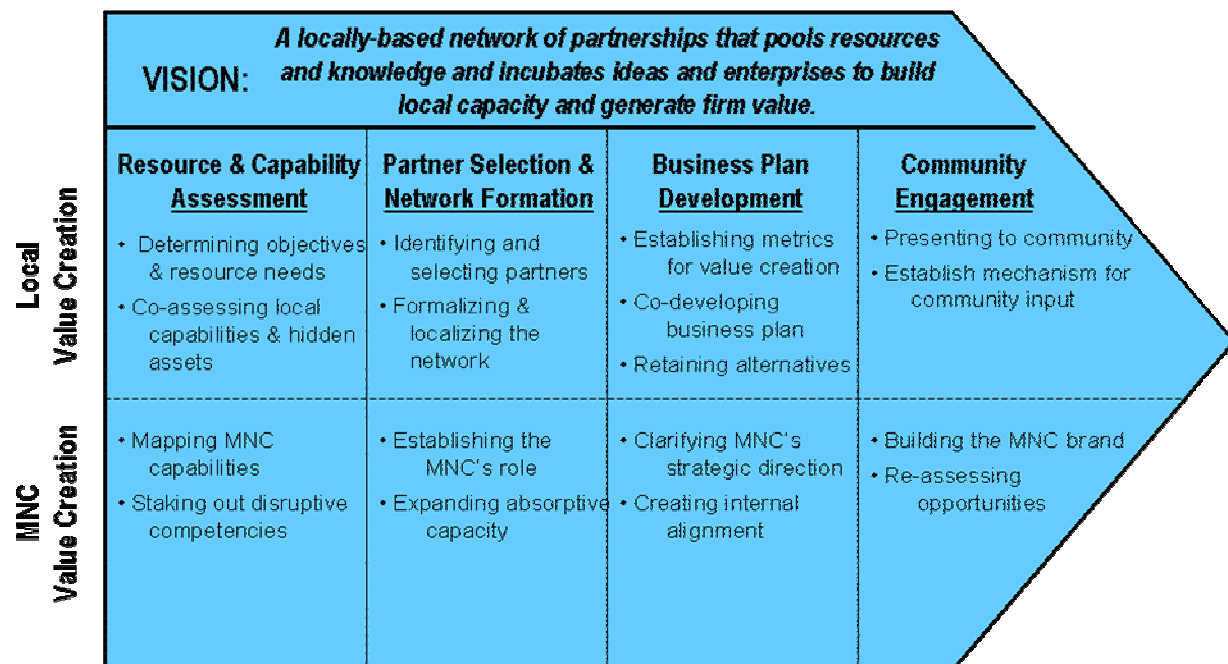 VISION:
A locally-based network of partnerships that pools resources
and knowledge and incubates ideas and enterprises to build
local capacity and generate firm value.
Local
Value Creation
Resource & Capability
Assessment
• Determining objectives
& resource needs
• Co-assessing local
capabilities & hidden
assets
Partner Selection &
Network Formation
• Identifying and
selecting partners
• Formalizing &
localizing the
network
Business Plan
Development
• Establishing metrics
for value creation
• Co-developing
business plan
• Retaining alternatives
Community
Engagement
• Presenting to community
• Establish mechanism for
community input
MNC
Value Creation
• Mapping MNC
capabilities
• Staking out disruptive
competencies
• Establishing the
MNC's role
• Expanding absorptive
capacity
• Clarifying MNC's
strategic direction
• Creating internal
alignment
• Building the MNC brand
• Re-assessing
opportunities